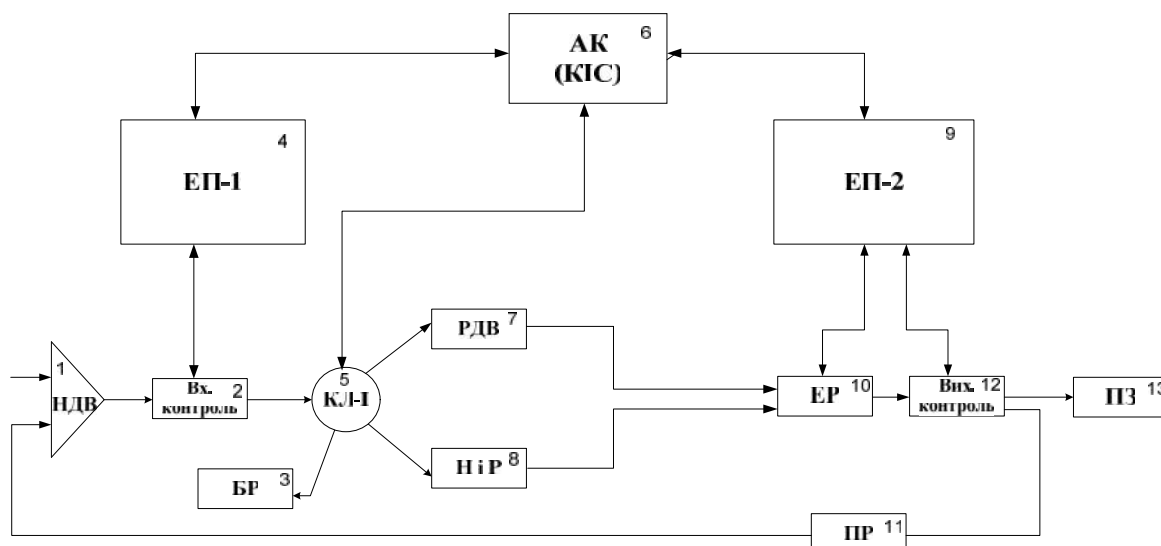 АК 6
(КІС)
4
ЕП-1
9
ЕП-2
1
НДВ
Вх. 2
контроль
5
КЛ-І
БР 3
РДВ 7
Н і Р 8
ЕР 10
Вих. 12
контроль
ПЗ 13
ПР 11